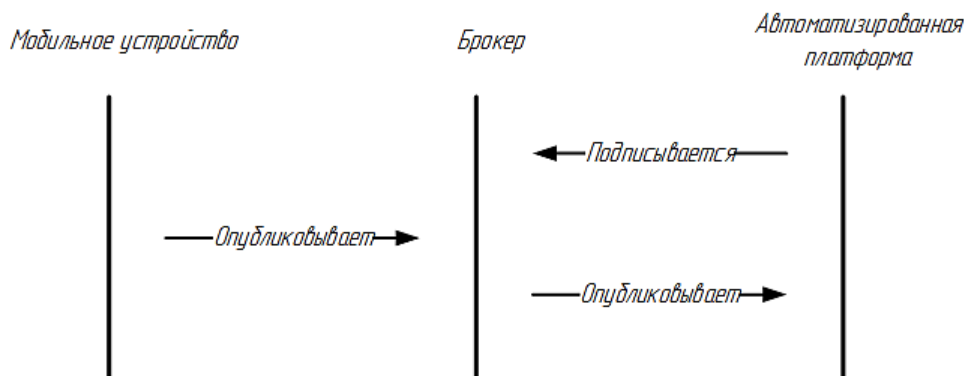 Мобильное устройство
Брокер
Автоматизированная
платформа
Подписывается
Опубликовывает
Опубликовывает